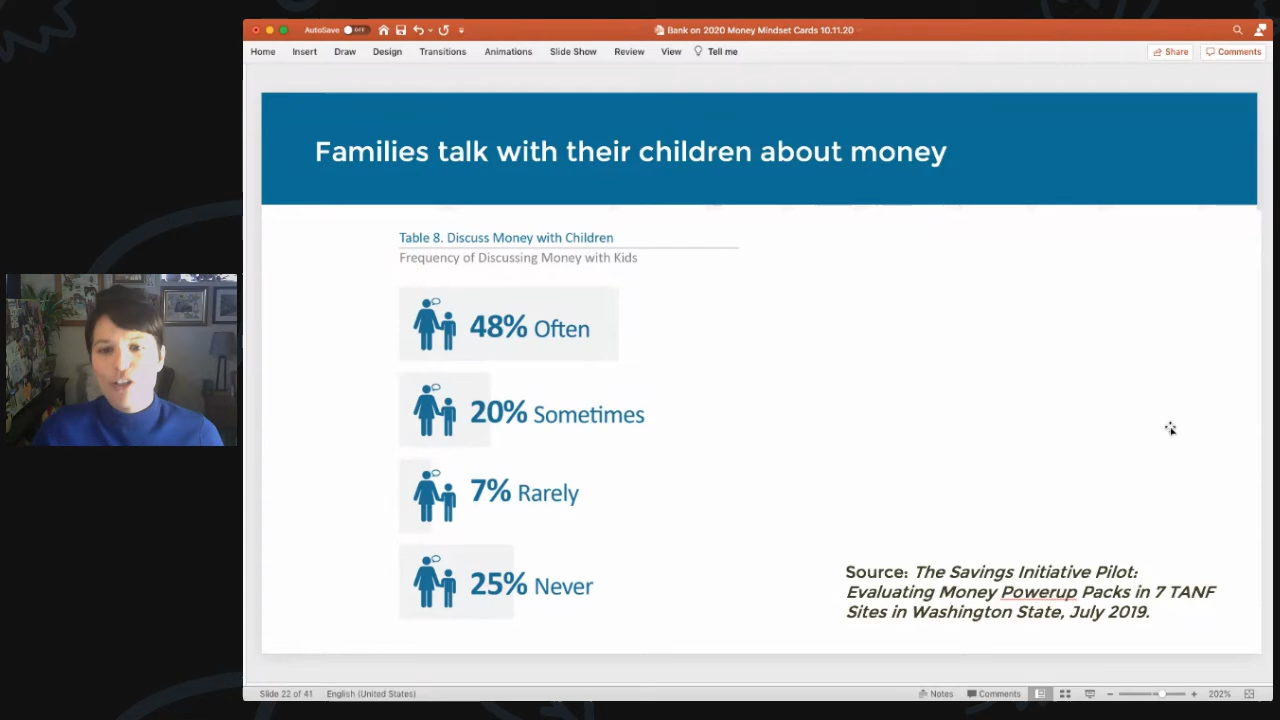 AutoSave OFF
Bank on 2020 Money Mindset Cards 10.11.20
Home Insert Draw Design Transitions Animations Slide Show Review View Tell me Share Comments
Families talk with their children about money
Table 8. Discuss Money with Children
Frequency of Discussing Money with Kids
48% Often
20% Sometimes
7% Rarely
25% Never
Source: The Savings Initiative Pilot:
Evaluating Money Powerup Packs in 7 TANF
Sites in Washington State, July 2019.
Slide 22 of 41 English (United States) Notes Comments 202%